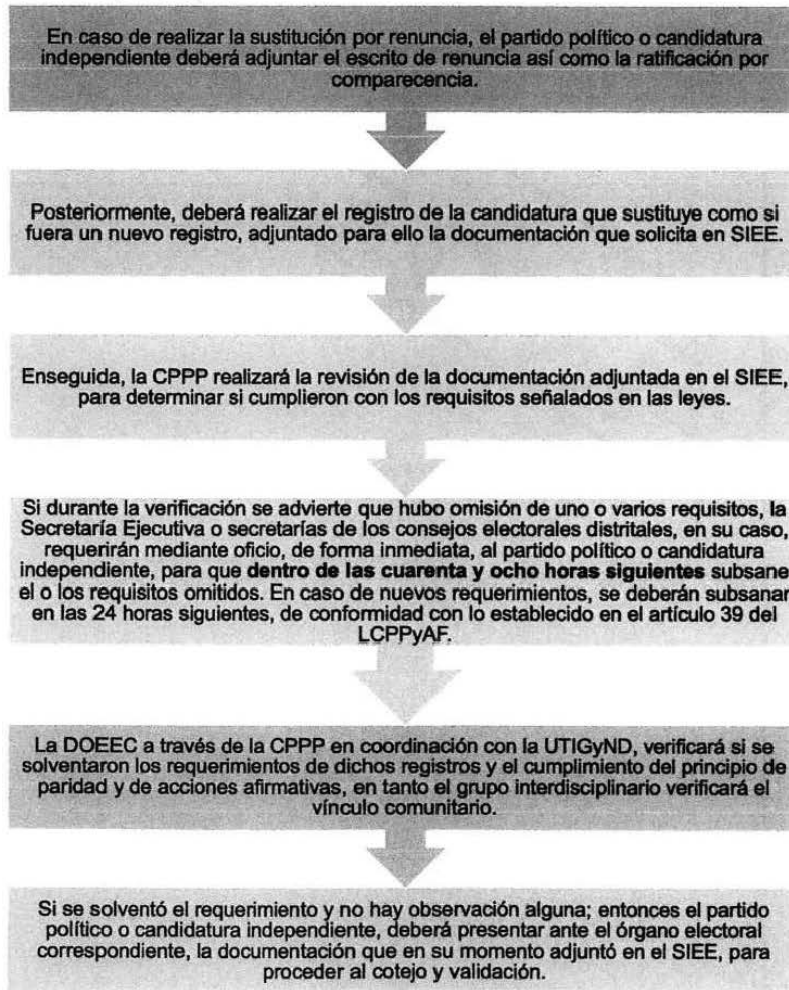 En caso de realizar la sustitución por renuncia, el partido político o candidatura
independiente deberá adjuntar el escrito de renuncia así como la ratificación por
comparecencia.
Posteriormente, deberá realizar el registro de la candidatura que sustituye como si
fuera un nuevo registro, adjuntado para ello la documentación que solicita en SIEE.
Enseguida, la CPPP realizará la revisión de la documentación adjuntada en el SIEE,
para determinar si cumplieron con los requisitos señalados en las leyes.
Si durante la verificación se advierte que hubo omisión de uno o varios requisitos, la
Secretaría Ejecutiva o secretarías de los consejos electorales distritales, en su caso,
requerirán mediante oficio, de forma inmediata, al partido político o candidatura
independiente, para que dentro de las cuarenta y ocho horas siguientes subsane
el o los requisitos omitidos. En caso de nuevos requerimientos, se deberán subsanar
en las 24 horas siguientes, de conformidad con lo establecido en el artículo 39 del
LCPPyAF.
La DOEEC a través de la CPPP en coordinación con la UTIGyND, verificará si se
solventaron los requerimientos de dichos registros y el cumplimiento del principio de
paridad y de acciones afirmativas, en tanto el grupo interdisciplinario verificará el
vínculo comunitario.
Si se solventó el requerimiento y no hay observación alguna; entonces el partido
político o candidatura independiente, deberá presentar ante el órgano electoral
correspondiente, la documentación que en su momento adjuntó en el SIEE, para
proceder al cotejo y validación.